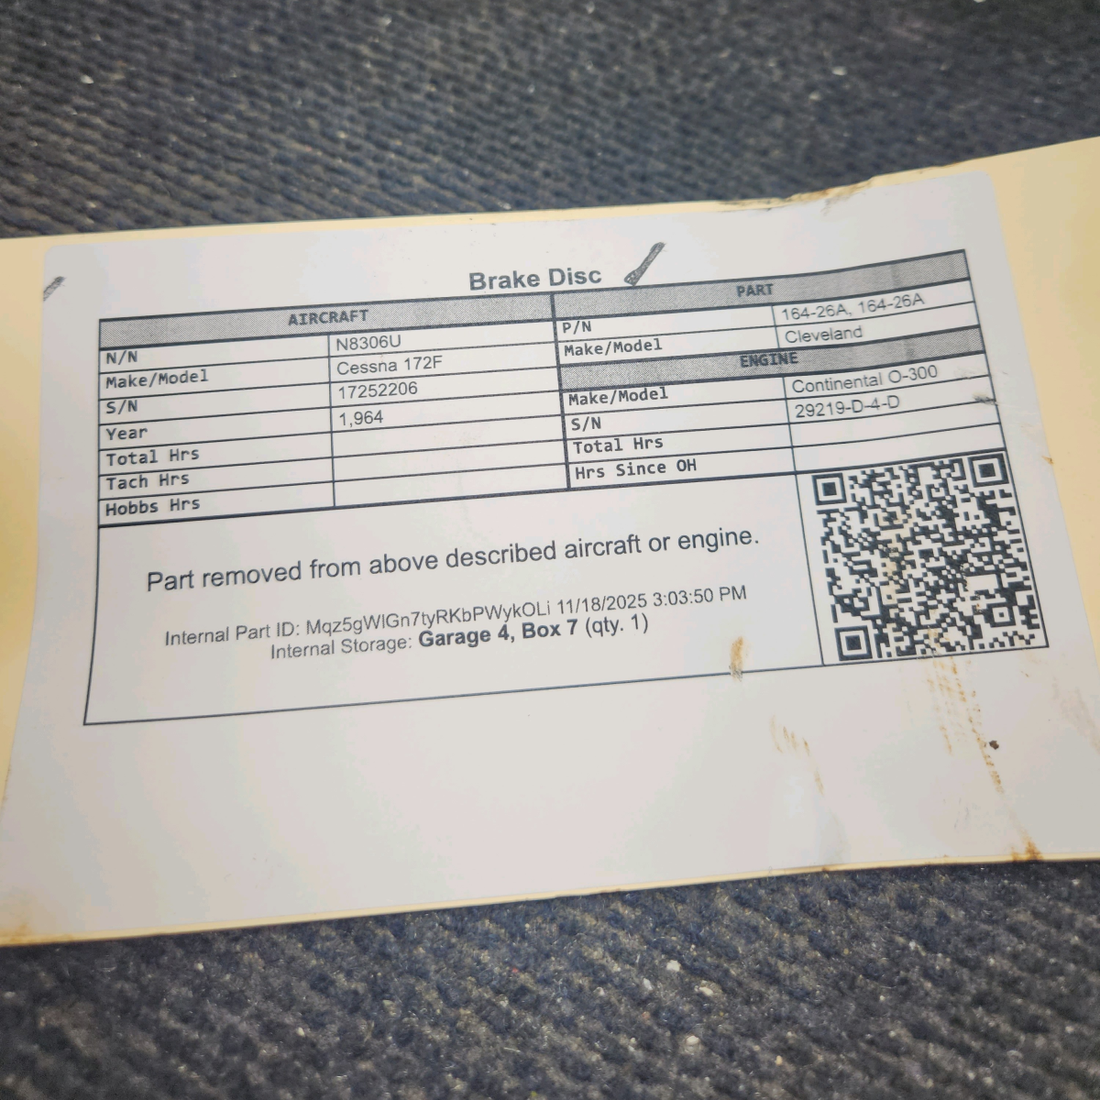 Brake Disc
AIRCRAFT
N/N N8306U
Make/Model Cessna 172F
S/N 17252206
Year 1,964
Total Hrs
Tach Hrs
Hobbs Hrs
PART
P/N 164-26A, 164-26A
Make/Model Cleveland
ENGINE
Make/Model Continental O-300
S/N 29219-D-4-D
Total Hrs
Hrs Since OH
Part removed from above described aircraft or engine.
Internal Part ID: Mqz5gWlGn7tyRKbPWykOLi 11/18/2025 3:03:50 PM
Internal Storage: Garage 4, Box 7 (qty. 1)